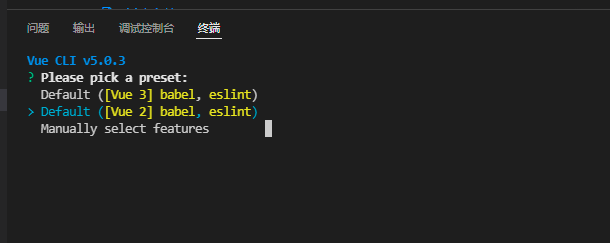 问题 输出 调试控制台 终端
Vue CLI v5.0.3
? Please pick a preset:
Default ([Vue 3] babel, eslint)
> Default ([Vue 2] babel, eslint)
Manually select features